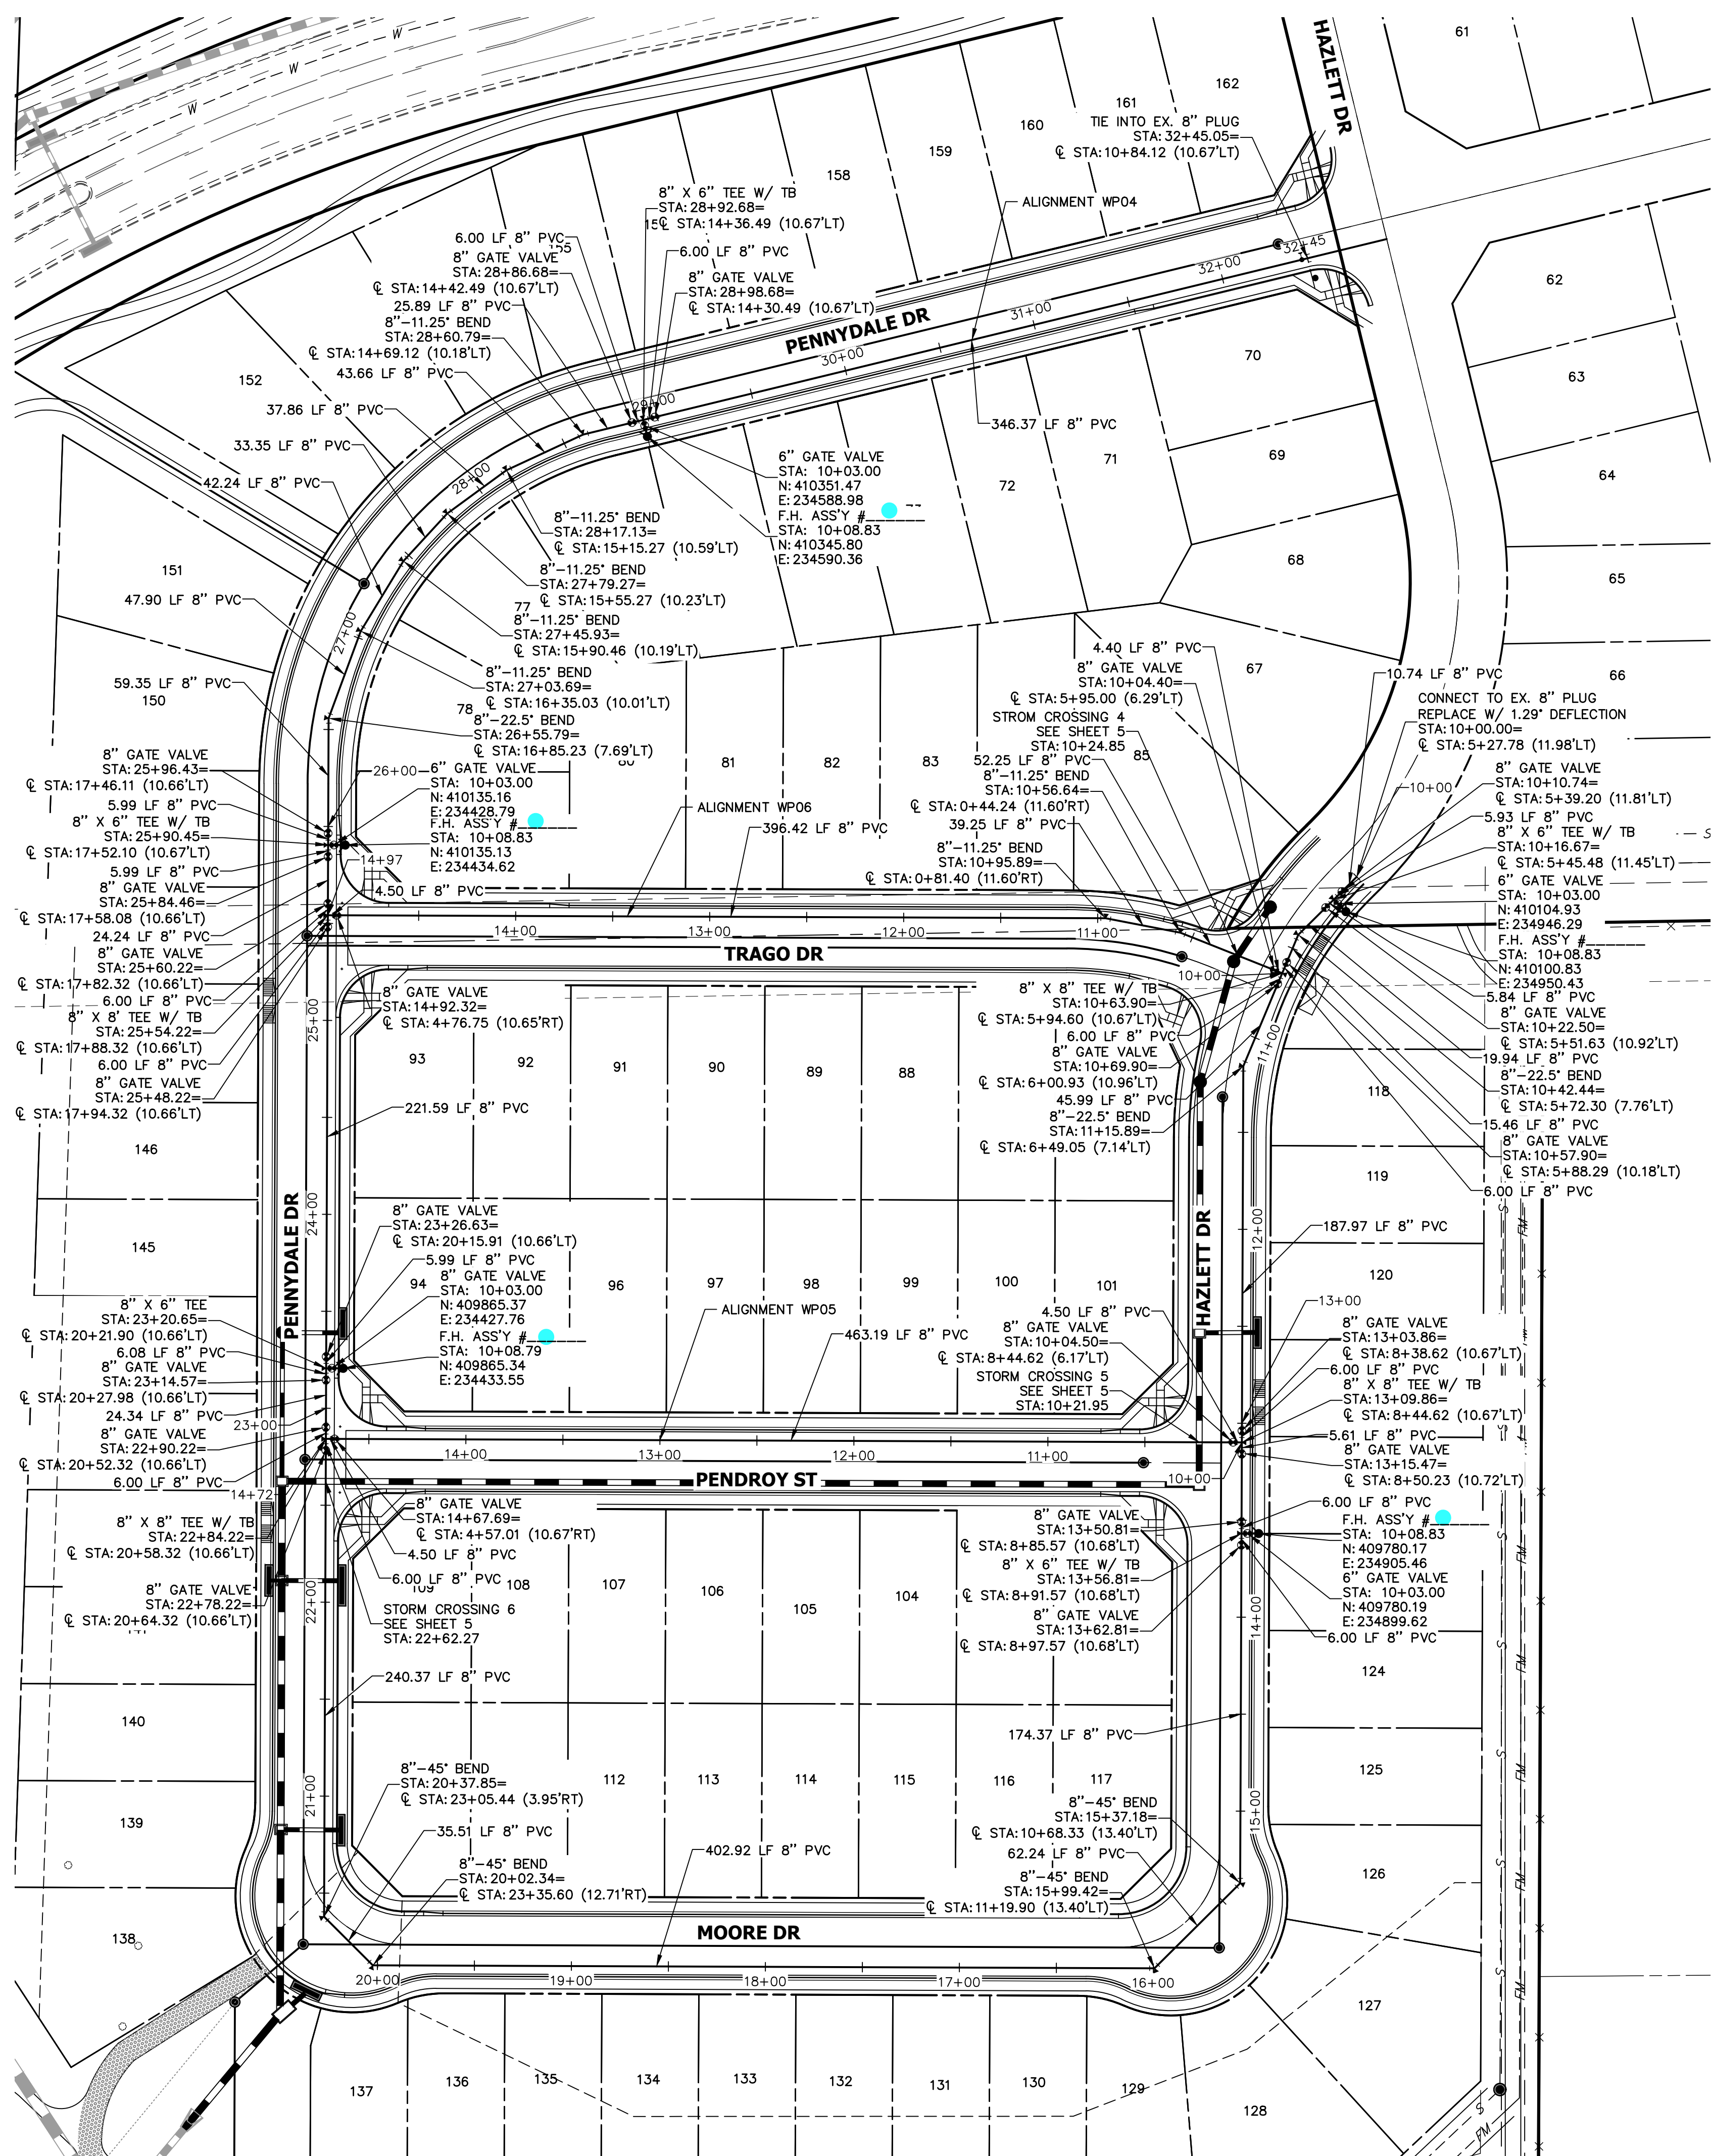 HAZLETT DR
61
162
161
160
159
158
TIE INTO EX. 8" PLUG
STA: 32+45.05=
℄ STA: 10+84.12 (10.67'LT)
8" X 6" TEE W/ TB
STA: 28+92.68=
℄ STA: 14+36.49 (10.67'LT)
ALIGNMENT WP04
6.00 LF 8" PVC
8" GATE VALVE
STA: 28+86.68=
℄ STA: 14+42.49 (10.67'LT)
6.00 LF 8" PVC
8" GATE VALVE
STA: 28+98.68=
℄ STA: 14+30.49 (10.67'LT)
25.89 LF 8" PVC
8"-11.25° BEND
STA: 28+60.79=
℄ STA: 14+69.12 (10.18'LT)
43.66 LF 8" PVC
37.86 LF 8" PVC
33.35 LF 8" PVC
42.24 LF 8" PVC
152
PENNYDALE DR
29+00
30+00
31+00
32+00
32+45
62
63
64
65
66
70
69
71
72
68
67
346.37 LF 8" PVC
6" GATE VALVE
STA: 10+03.00
N: 410351.47
E: 234588.98
F.H. ASS'Y #______
STA: 10+08.83
N: 410345.80
E: 234590.36
28+00
8"-11.25° BEND
STA: 28+17.13=
℄ STA: 15+15.27 (10.59'LT)
8"-11.25° BEND
STA: 27+79.27=
℄ STA: 15+55.27 (10.23'LT)
77
8"-11.25° BEND
STA: 27+45.93=
℄ STA: 15+90.46 (10.19'LT)
8"-11.25° BEND
STA: 27+03.69=
℄ STA: 16+35.03 (10.01'LT)
78
8"-22.5° BEND
STA: 26+55.79=
℄ STA: 16+85.23 (7.69'LT)
151
47.90 LF 8" PVC
27+00
59.35 LF 8" PVC
150
8" GATE VALVE
STA: 25+96.43=
℄ STA: 17+46.11 (10.66'LT)
5.99 LF 8" PVC
8" X 6" TEE W/ TB
STA: 25+90.45=
℄ STA: 17+52.10 (10.67'LT)
5.99 LF 8" PVC
8" GATE VALVE
STA: 25+84.46=
℄ STA: 17+58.08 (10.66'LT)
24.24 LF 8" PVC
8" GATE VALVE
STA: 25+60.22=
℄ STA: 17+82.32 (10.66'LT)
6.00 LF 8" PVC
8" X 8' TEE W/ TB
STA: 25+54.22=
℄ STA: 17+88.32 (10.66'LT)
6.00 LF 8" PVC
8" GATE VALVE
STA: 25+48.22=
℄ STA: 17+94.32 (10.66'LT)
26+00
6" GATE VALVE
STA: 10+03.00
N: 410135.16
E: 234428.79
F.H. ASS'Y #______
STA: 10+08.83
N: 410135.13
E: 234434.62
14+97
4.50 LF 8" PVC
81
82
83
85
ALIGNMENT WP06
396.42 LF 8" PVC
4.40 LF 8" PVC
8" GATE VALVE
STA: 10+04.40=
℄ STA: 5+95.00 (6.29'LT)
STROM CROSSING 4
SEE SHEET 5
STA: 10+24.85
52.25 LF 8" PVC
8"-11.25° BEND
STA: 10+56.64=
℄ STA: 0+44.24 (11.60'RT)
39.25 LF 8" PVC
8"-11.25° BEND
STA: 10+95.89=
℄ STA: 0+81.40 (11.60'RT)
10.74 LF 8" PVC
CONNECT TO EX. 8" PLUG
REPLACE W/ 1.29° DEFLECTION
STA: 10+00.00=
℄ STA: 5+27.78 (11.98'LT)
10+00
8" GATE VALVE
STA: 10+10.74=
℄ STA: 5+39.20 (11.81'LT)
5.93 LF 8" PVC
8" X 6" TEE W/ TB
STA: 10+16.67=
℄ STA: 5+45.48 (11.45'LT)
6" GATE VALVE
STA: 10+03.00
N: 410104.93
E: 234946.29
F.H. ASS'Y #______
STA: 10+08.83
N: 410100.83
E: 234950.43
5.84 LF 8" PVC
8" GATE VALVE
STA: 10+22.50=
℄ STA: 5+51.63 (10.92'LT)
19.94 LF 8" PVC
8"-22.5° BEND
STA: 10+42.44=
℄ STA: 5+72.30 (7.76'LT)
15.46 LF 8" PVC
8" GATE VALVE
STA: 10+57.90=
℄ STA: 5+88.29 (10.18'LT)
6.00 LF 8" PVC
14+00
13+00
12+00
11+00
TRAGO DR
10+00
8" GATE VALVE
STA: 14+92.32=
℄ STA: 4+76.75 (10.65'RT)
8" X 8" TEE W/ TB
STA: 10+63.90=
℄ STA: 5+94.60 (10.67'LT)
6.00 LF 8" PVC
8" GATE VALVE
STA: 10+69.90=
℄ STA: 6+00.93 (10.96'LT)
45.99 LF 8" PVC
8"-22.5° BEND
STA: 11+15.89=
℄ STA: 6+49.05 (7.14'LT)
11+00
25+00
93
92
91
90
89
88
118
119
120
221.59 LF 8" PVC
146
145
PENNYDALE DR
24+00
HAZLETT DR
12+00
187.97 LF 8" PVC
8" GATE VALVE
STA: 23+26.63=
℄ STA: 20+15.91 (10.66'LT)
5.99 LF 8" PVC
94
8" GATE VALVE
STA: 10+03.00
N: 409865.37
E: 234427.76
F.H. ASS'Y #______
STA: 10+08.79
N: 409865.34
E: 234433.55
96
97
98
99
100
101
ALIGNMENT WP05
463.19 LF 8" PVC
4.50 LF 8" PVC
8" GATE VALVE
STA: 10+04.50=
℄ STA: 8+44.62 (6.17'LT)
STORM CROSSING 5
SEE SHEET 5
STA: 10+21.95
13+00
8" GATE VALVE
STA: 13+03.86=
℄ STA: 8+38.62 (10.67'LT)
6.00 LF 8" PVC
8" X 8" TEE W/ TB
STA: 13+09.86=
℄ STA: 8+44.62 (10.67'LT)
5.61 LF 8" PVC
8" GATE VALVE
STA: 13+15.47=
℄ STA: 8+50.23 (10.72'LT)
8" X 6" TEE
STA: 23+20.65=
℄ STA: 20+21.90 (10.66'LT)
6.08 LF 8" PVC
8" GATE VALVE
STA: 23+14.57=
℄ STA: 20+27.98 (10.66'LT)
24.34 LF 8" PVC
23+00
8" GATE VALVE
STA: 22+90.22=
℄ STA: 20+52.32 (10.66'LT)
6.00 LF 8" PVC
14+72
8" X 8" TEE W/ TB
STA: 22+84.22=
℄ STA: 20+58.32 (10.66'LT)
8" GATE VALVE
STA: 22+78.22=
℄ STA: 20+64.32 (10.66'LT)
14+00
13+00
12+00
11+00
10+00
PENDROY ST
8" GATE VALVE
STA: 14+67.69=
℄ STA: 4+57.01 (10.67'RT)
4.50 LF 8" PVC
6.00 LF 8" PVC
109
108
107
106
105
104
STORM CROSSING 6
SEE SHEET 5
STA: 22+62.27
22+00
8" GATE VALVE
STA: 13+50.81=
℄ STA: 8+85.57 (10.68'LT)
8" X 6" TEE W/ TB
STA: 13+56.81=
℄ STA: 8+91.57 (10.68'LT)
8" GATE VALVE
STA: 13+62.81=
℄ STA: 8+97.57 (10.68'LT)
6.00 LF 8" PVC
F.H. ASS'Y #______
STA: 10+08.83
N: 409780.17
E: 234905.46
6" GATE VALVE
STA: 10+03.00
N: 409780.19
E: 234899.62
6.00 LF 8" PVC
14+00
124
125
126
127
240.37 LF 8" PVC
174.37 LF 8" PVC
140
139
138
21+00
15+00
8"-45° BEND
STA: 20+37.85=
℄ STA: 23+05.44 (3.95'RT)
35.51 LF 8" PVC
8"-45° BEND
STA: 20+02.34=
℄ STA: 23+35.60 (12.71'RT)
112
113
114
115
116
117
402.92 LF 8" PVC
8"-45° BEND
STA: 15+37.18=
℄ STA: 10+68.33 (13.40'LT)
62.24 LF 8" PVC
8"-45° BEND
STA: 15+99.42=
℄ STA: 11+19.90 (13.40'LT)
MOORE DR
20+00
19+00
18+00
17+00
16+00
137
136
135
134
133
132
131
130
129
128
W
W
W
S
S
S
S
S
FM
FM
FM
FM
FM